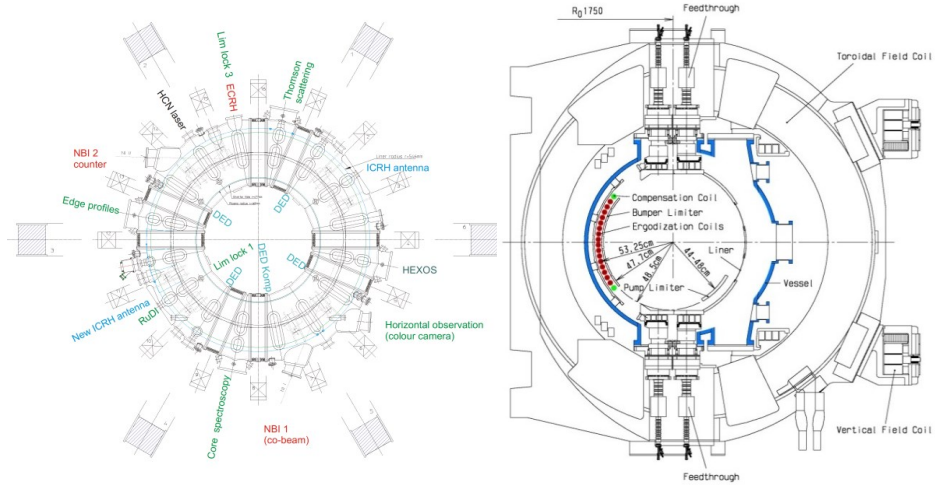 Lim lock 3
ECRH
Thomson
scattering
HCN laser
NBI 2
counter
ICRH antenna
Edge profiles
DED
DED
Lim lock 1
DED Komp.
DED
DED
HEXOS
New ICRH antenna
RuDi
Horizontal observation
(colour camera)
Core spectroscopy
NBI 1
(co-beam)
R₀1750
Feedthrough
Toroidal Field Coil
Compensation Coil
Bumper Limiter
Ergodization Coils
53,25cm
47,7cm
48,5cm
44-48cm
Liner
Pump Limiter
Vessel
Vertical Field Coil
Feedthrough